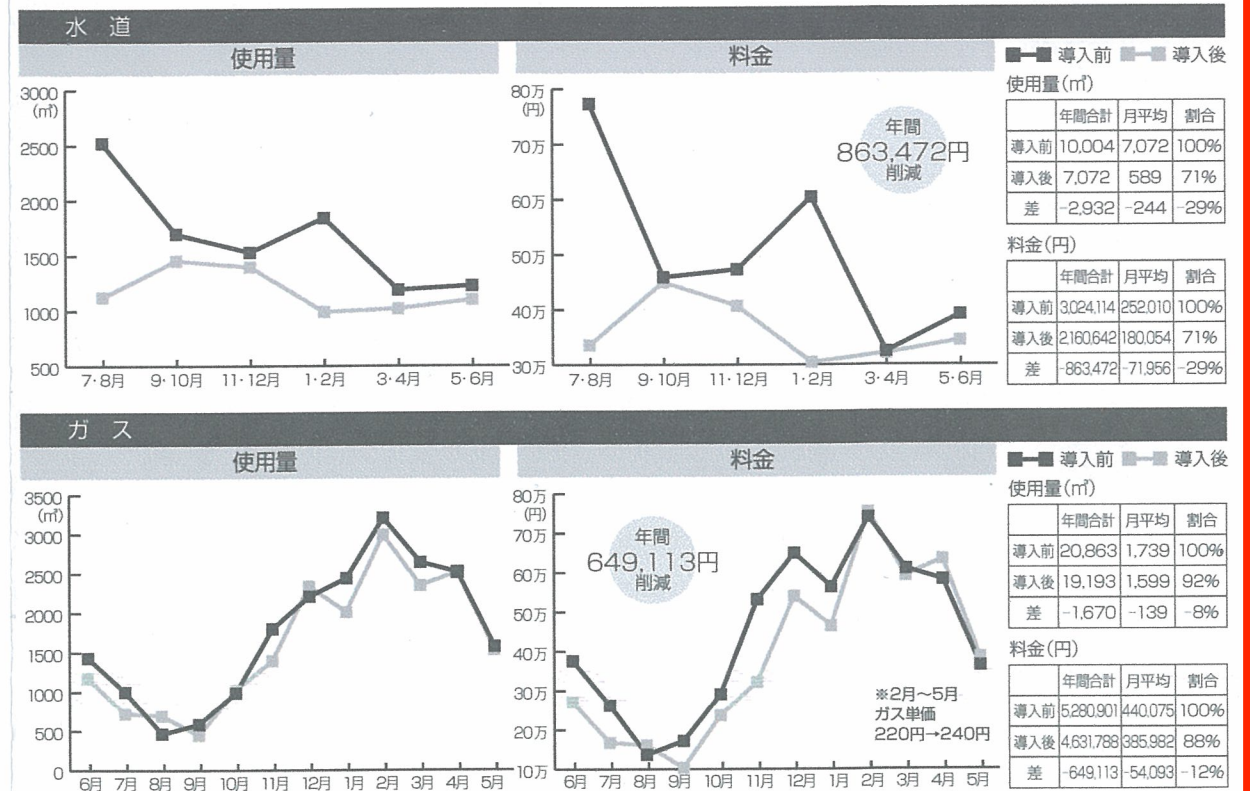 水 道
使用量
料金
導入前 導入後
3000
(㎥)
2500
2000
1500
1000
500
7・8月 9・10月 11・12月 1・2月 3・4月 5・6月
80万
(円)
70万
60万
50万
40万
30万
7・8月 9・10月 11・12月 1・2月 3・4月 5・6月
年間
863,472円
削減
使用量(㎥)
年間合計 月平均 割合
導入前 10,004 7,072 100%
導入後 7,072 589 71%
差 -2,932 -244 -29%
料金(円)
年間合計 月平均 割合
導入前 3,024,114 252,010 100%
導入後 2,160,642 180,054 71%
差 -863,472 -71,956 -29%
ガ ス
使用量
料金
導入前 導入後
3500
(㎥)
3000
2500
2000
1500
1000
500
0
6月 7月 8月 9月 10月 11月 12月 1月 2月 3月 4月 5月
80万
(円)
70万
60万
50万
40万
30万
20万
10万
6月 7月 8月 9月 10月 11月 12月 1月 2月 3月 4月 5月
年間
649,113円
削減
※2月～5月
ガス単価
220円→240円
使用量(㎥)
年間合計 月平均 割合
導入前 20,863 1,739 100%
導入後 19,193 1,599 92%
差 -1,670 -139 -8%
料金(円)
年間合計 月平均 割合
導入前 5,280,901 440,075 100%
導入後 4,631,788 385,982 88%
差 -649,113 -54,093 -12%